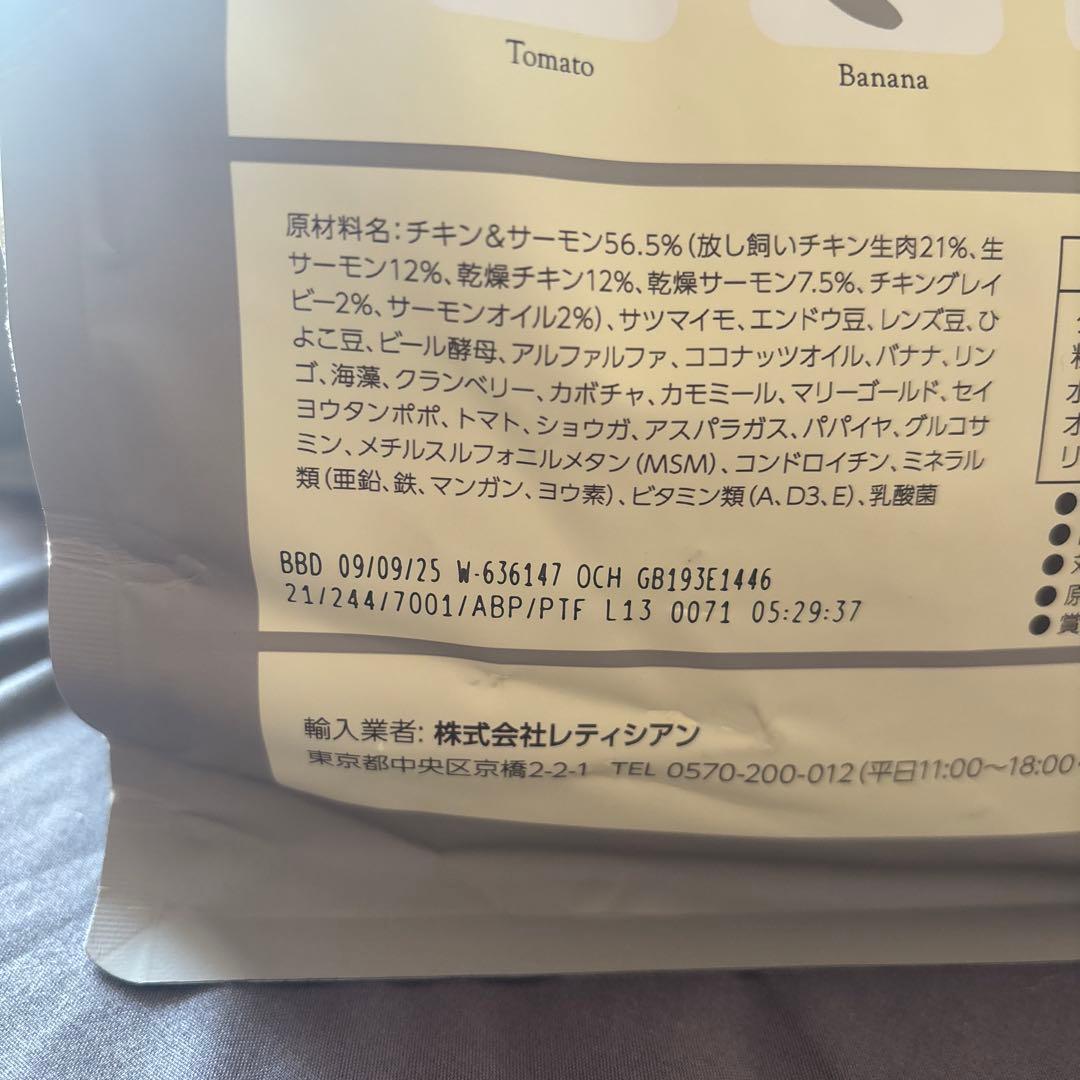 Tomato
Banana
原材料名:チキン&サーモン56.5%(放し飼いチキン生肉21%、生
サーモン12%、乾燥チキン12%、乾燥サーモン7.5%、チキングレイ
ビー2%、サーモンオイル2%)、サツマイモ、エンドウ豆、レンズ豆、ひ
よこ豆、ビール酵母、アルファルファ、ココナッツオイル、バナナ、リン
ゴ、海藻、クランベリー、カボチャ、カモミール、マリーゴールド、セイ
ヨウタンポポ、トマト、ショウガ、アスパラガス、パパイヤ、グルコサ
ミン、メチルスルフォニルメタン(MSM)、コンドロイチン、ミネラル
類(亜鉛、鉄、マンガン、ヨウ素)、ビタミン類(A、D3、E)、乳酸菌
BBD 09/09/25 W-636147 OCH GB193E1446
21/244/7001/ABP/PTF L13 0071 05:29:37
輸入業者: 株式会社レティシアン
東京都中央区京橋2-2-1 TEL 0570-200-012(平日11:00〜18:00